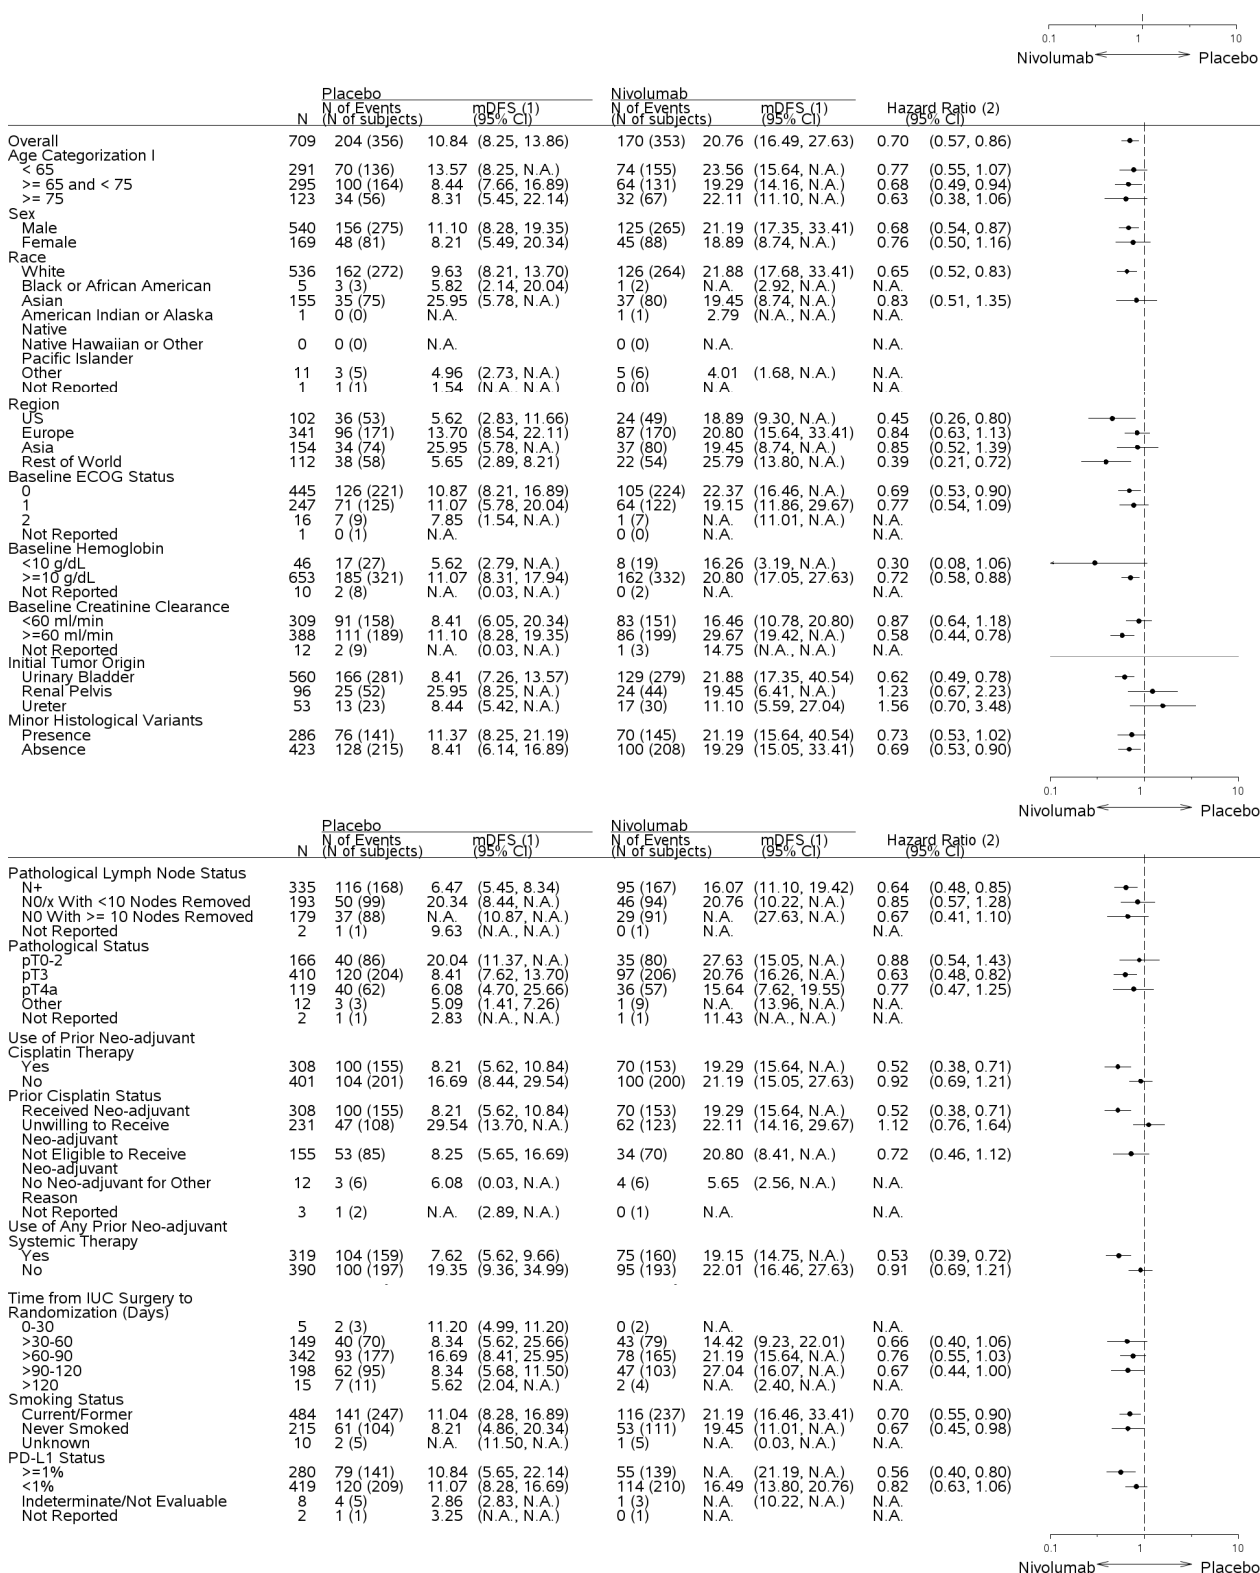 0.1 1 10
Nivolumab Placebo
Placebo Nivolumab
N of Events mDFS (1) N of Events mDFS (1) Hazard Ratio (2)
N (N of subjects) (95% CI) (N of subjects) (95% CI) (95% CI)
Overall 709 204 (356) 10.84 (8.25, 13.86) 170 (353) 20.76 (16.49, 27.63) 0.70 (0.57, 0.86)
Age Categorization I
< 65 291 70 (136) 13.57 (8.25, N.A.) 74 (155) 23.56 (15.64, N.A.) 0.77 (0.55, 1.07)
>= 65 and < 75 295 100 (164) 8.44 (7.66, 16.89) 64 (131) 19.29 (14.16, N.A.) 0.68 (0.49, 0.94)
>= 75 123 34 (56) 8.31 (5.45, 22.14) 32 (67) 22.11 (11.10, N.A.) 0.63 (0.38, 1.06)
Sex
Male 540 156 (275) 11.10 (8.28, 19.35) 125 (265) 21.19 (17.35, 33.41) 0.68 (0.54, 0.87)
Female 169 48 (81) 8.21 (5.49, 20.34) 45 (88) 18.89 (8.74, N.A.) 0.76 (0.50, 1.16)
Race
White 536 162 (272) 9.63 (8.21, 13.70) 126 (264) 21.88 (17.68, 33.41) 0.65 (0.52, 0.83)
Black or African American 5 3 (3) 5.82 (2.14, 20.04) 1 (2) N.A. (2.92, N.A.) N.A.
Asian 155 35 (75) 25.95 (5.78, N.A.) 37 (80) 19.45 (8.74, N.A.) 0.83 (0.51, 1.35)
American Indian or Alaska 1 0 (0) N.A. 1 (1) 2.79 (N.A., N.A.) N.A.
Native
Native Hawaiian or Other 0 0 (0) N.A. 0 (0) N.A. N.A.
Pacific Islander
Other 11 3 (5) 4.96 (2.73, N.A.) 5 (6) 4.01 (1.68, N.A.) N.A.
Not Reported 1 1 (1) 1.54 (N.A., N.A.) 0 (0) N.A. N.A.
Region
US 102 36 (53) 5.62 (2.83, 11.66) 24 (49) 18.89 (9.30, N.A.) 0.45 (0.26, 0.80)
Europe 341 96 (171) 13.70 (8.54, 22.11) 87 (170) 20.80 (15.64, 33.41) 0.84 (0.63, 1.13)
Asia 154 34 (74) 25.95 (5.78, N.A.) 37 (80) 19.45 (8.74, N.A.) 0.85 (0.52, 1.39)
Rest of World 112 38 (58) 5.65 (2.89, 8.21) 22 (54) 25.79 (13.80, N.A.) 0.39 (0.21, 0.72)
Baseline ECOG Status
0 445 126 (221) 10.87 (8.21, 16.89) 105 (224) 22.37 (16.46, N.A.) 0.69 (0.53, 0.90)
1 247 71 (125) 11.07 (5.78, 20.04) 64 (122) 19.15 (11.86, 29.67) 0.77 (0.54, 1.09)
2 16 7 (9) 7.85 (1.54, N.A.) 1 (7) N.A. (11.01, N.A.) N.A.
Not Reported 1 0 (1) N.A. 0 (0) N.A. N.A.
Baseline Hemoglobin
<10 g/dL 46 17 (27) 5.62 (2.79, N.A.) 8 (19) 16.26 (3.19, N.A.) 0.30 (0.08, 1.06)
>=10 g/dL 653 185 (321) 11.07 (8.31, 17.94) 162 (332) 20.80 (17.05, 27.63) 0.72 (0.58, 0.88)
Not Reported 10 2 (8) N.A. (0.03, N.A.) 0 (2) N.A. N.A.
Baseline Creatinine Clearance
<60 ml/min 309 91 (158) 8.41 (6.05, 20.34) 83 (151) 16.46 (10.78, 20.80) 0.87 (0.64, 1.18)
>=60 ml/min 388 111 (189) 11.10 (8.28, 19.35) 86 (199) 29.67 (19.42, N.A.) 0.58 (0.44, 0.78)
Not Reported 12 2 (9) N.A. (0.03, N.A.) 1 (3) 14.75 (N.A., N.A.) N.A.
Initial Tumor Origin
Urinary Bladder 560 166 (281) 8.41 (7.26, 13.57) 129 (279) 21.88 (17.35, 40.54) 0.62 (0.49, 0.78)
Renal Pelvis 96 25 (52) 25.95 (8.25, N.A.) 24 (44) 19.45 (6.41, N.A.) 1.23 (0.67, 2.23)
Ureter 53 13 (23) 8.44 (5.42, N.A.) 17 (30) 11.10 (5.59, 27.04) 1.56 (0.70, 3.48)
Minor Histological Variants
Presence 286 76 (141) 11.37 (8.25, 21.19) 70 (145) 21.19 (15.64, 40.54) 0.73 (0.53, 1.02)
Absence 423 128 (215) 8.41 (6.14, 16.89) 100 (208) 19.29 (15.05, 33.41) 0.69 (0.53, 0.90)
0.1 1 10
Nivolumab Placebo
Placebo Nivolumab
N of Events mDFS (1) N of Events mDFS (1) Hazard Ratio (2)
N (N of subjects) (95% CI) (N of subjects) (95% CI) (95% CI)
Pathological Lymph Node Status
N+ 335 116 (168) 6.47 (5.45, 8.34) 95 (167) 16.07 (11.10, 19.42) 0.64 (0.48, 0.85)
N0/x With <10 Nodes Removed 193 50 (99) 20.34 (8.44, N.A.) 46 (94) 20.76 (10.22, N.A.) 0.85 (0.57, 1.28)
N0 With >= 10 Nodes Removed 179 37 (88) N.A. (10.87, N.A.) 29 (91) N.A. (27.63, N.A.) 0.67 (0.41, 1.10)
Not Reported 2 1 (1) 9.63 (N.A., N.A.) 0 (1) N.A. N.A.
Pathological Status
pT0-2 166 40 (86) 20.04 (11.37, N.A.) 35 (80) 27.63 (15.05, N.A.) 0.88 (0.54, 1.43)
pT3 410 120 (204) 8.41 (7.62, 13.70) 97 (206) 20.76 (16.26, N.A.) 0.63 (0.48, 0.82)
pT4a 119 40 (62) 6.08 (4.70, 25.66) 36 (57) 15.64 (7.62, 19.55) 0.77 (0.47, 1.25)
Other 12 3 (3) 5.09 (1.41, 7.26) 1 (9) N.A. (13.96, N.A.) N.A.
Not Reported 2 1 (1) 2.83 (N.A., N.A.) 1 (1) 11.43 (N.A., N.A.) N.A.
Use of Prior Neo-adjuvant
Cisplatin Therapy
Yes 308 100 (155) 8.21 (5.62, 10.84) 70 (153) 19.29 (15.64, N.A.) 0.52 (0.38, 0.71)
No 401 104 (201) 16.69 (8.44, 29.54) 100 (200) 21.19 (15.05, 27.63) 0.92 (0.69, 1.21)
Prior Cisplatin Status
Received Neo-adjuvant 308 100 (155) 8.21 (5.62, 10.84) 70 (153) 19.29 (15.64, N.A.) 0.52 (0.38, 0.71)
Unwilling to Receive 231 47 (108) 29.54 (13.70, N.A.) 62 (123) 22.11 (14.16, 29.67) 1.12 (0.76, 1.64)
Neo-adjuvant
Not Eligible to Receive 155 53 (85) 8.25 (5.65, 16.69) 34 (70) 20.80 (8.41, N.A.) 0.72 (0.46, 1.12)
Neo-adjuvant
No Neo-adjuvant for Other 12 3 (6) 6.08 (0.03, N.A.) 4 (6) 5.65 (2.56, N.A.) N.A.
Reason
Not Reported 3 1 (2) N.A. (2.89, N.A.) 0 (1) N.A. N.A.
Use of Any Prior Neo-adjuvant
Systemic Therapy
Yes 319 104 (159) 7.62 (5.62, 9.66) 75 (160) 19.15 (14.75, N.A.) 0.53 (0.39, 0.72)
No 390 100 (197) 19.35 (9.36, 34.99) 95 (193) 22.01 (16.46, 27.63) 0.91 (0.69, 1.21)
Time from IUC Surgery to
Randomization (Days)
0-30 5 2 (3) 11.20 (4.99, 11.20) 0 (2) N.A. N.A.
>30-60 149 40 (70) 8.34 (5.62, 25.66) 43 (79) 14.42 (9.23, 22.01) 0.66 (0.40, 1.06)
>60-90 342 93 (177) 16.69 (8.41, 25.95) 78 (165) 21.19 (15.64, N.A.) 0.76 (0.55, 1.03)
>90-120 198 62 (95) 8.34 (5.68, 11.50) 47 (103) 27.04 (16.07, N.A.) 0.67 (0.44, 1.00)
>120 15 7 (11) 5.62 (2.04, N.A.) 2 (4) N.A. (2.40, N.A.) N.A.
Smoking Status
Current/Former 484 141 (247) 11.04 (8.28, 16.89) 116 (237) 21.19 (16.46, 33.41) 0.70 (0.55, 0.90)
Never Smoked 215 61 (104) 8.21 (4.86, 20.34) 53 (111) 19.45 (11.01, N.A.) 0.67 (0.45, 0.98)
Unknown 10 2 (5) N.A. (11.50, N.A.) 1 (5) N.A. (0.03, N.A.) N.A.
PD-L1 Status
>=1% 280 79 (141) 10.84 (5.65, 22.14) 55 (139) N.A. (21.19, N.A.) 0.56 (0.40, 0.80)
<1% 419 120 (209) 11.07 (8.28, 16.69) 114 (210) 16.49 (13.80, 20.76) 0.82 (0.63, 1.06)
Indeterminate/Not Evaluable 8 4 (5) 2.86 (2.83, N.A.) 1 (3) N.A. (10.22, N.A.) N.A.
Not Reported 2 1 (1) 3.25 (N.A., N.A.) 0 (1) N.A. N.A.
0.1 1 10
Nivolumab Placebo